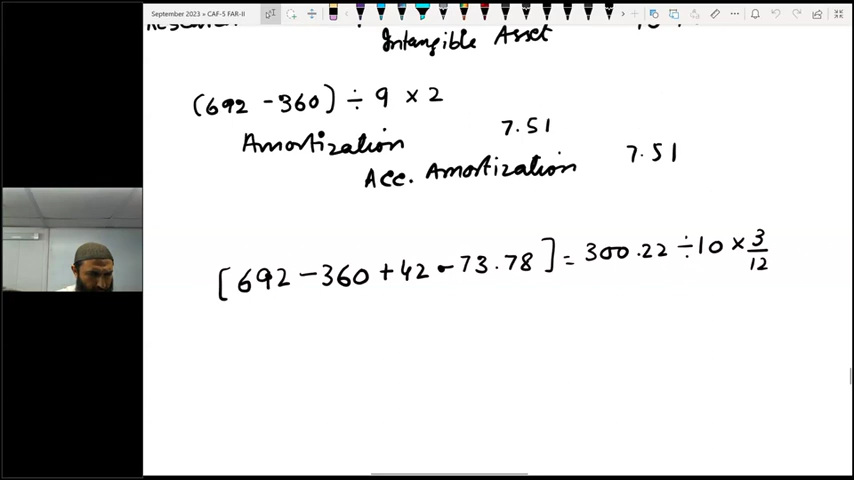 September 2023 » CAF-5 FAR-II
Intangible Asset
(692 - 360) ÷ 9 × 2
Amortization 7.51
Acc. Amortization 7.51
[692 - 360 + 42 - 73.78] = 300.22 ÷ 10 × 3/12